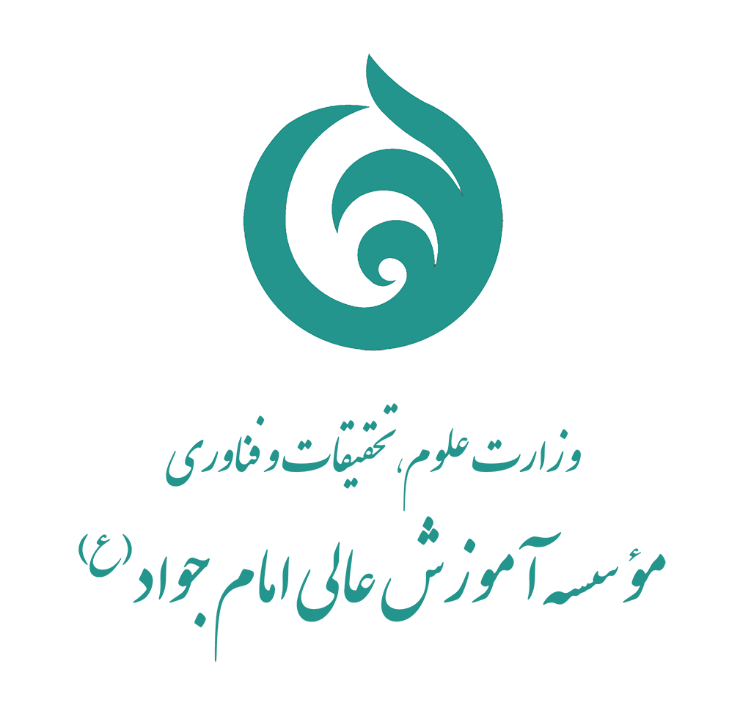 وزارت علوم، تحقیقات و فناوری
مؤسسه آموزش عالی امام جواد (ع)